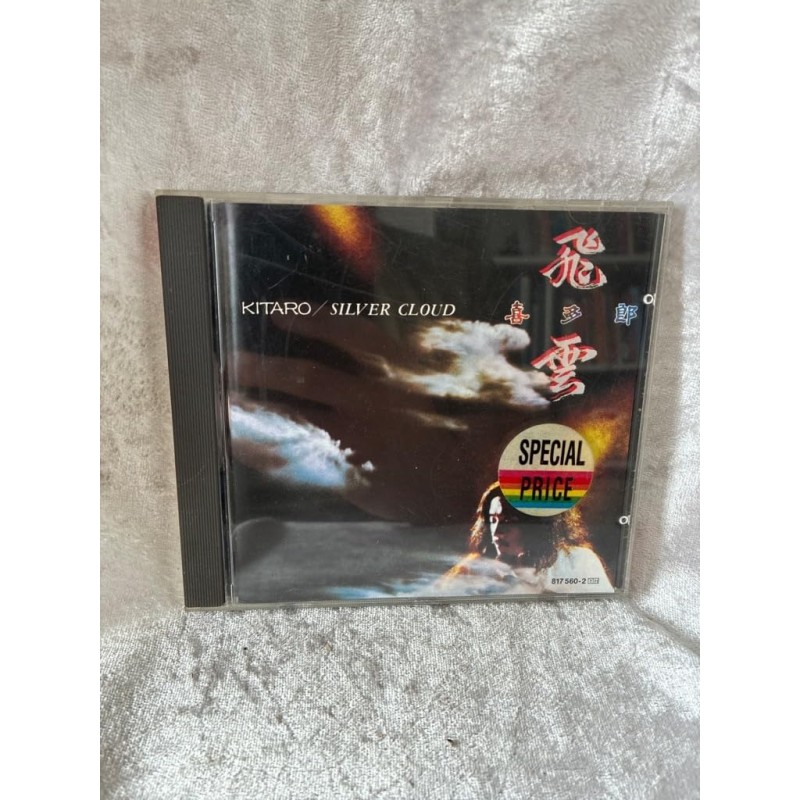 KITARO / SILVER CLOUD
飛
喜多郎
雲
SPECIAL
PRICE
817 560-2